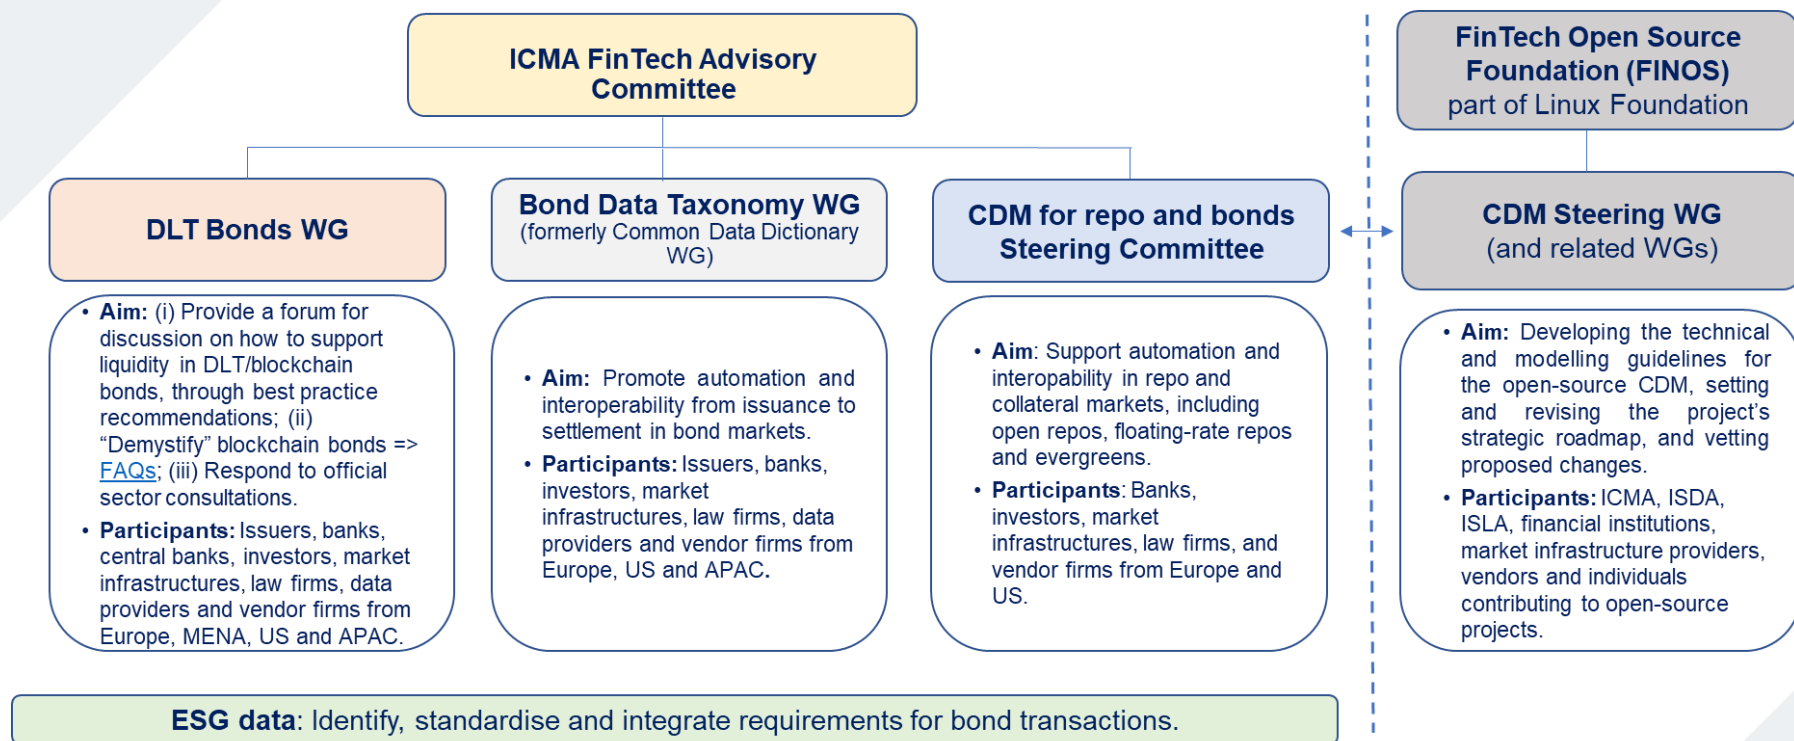 ICMA FinTech Advisory
Committee
FinTech Open Source
Foundation (FINOS)
part of Linux Foundation
DLT Bonds WG
Bond Data Taxonomy WG
(formerly Common Data Dictionary
WG)
CDM for repo and bonds
Steering Committee
CDM Steering WG
(and related WGs)
• Aim: (i) Provide a forum for
discussion on how to support
liquidity in DLT/blockchain
bonds, through best practice
recommendations; (ii)
“Demystify” blockchain bonds =>
FAQs; (iii) Respond to official
sector consultations.
• Participants: Issuers, banks,
central banks, investors, market
infrastructures, law firms, data
providers and vendor firms from
Europe, MENA, US and APAC.
• Aim: Promote automation and
interoperability from issuance to
settlement in bond markets.
• Participants: Issuers, banks,
investors, market
infrastructures, law firms, data
providers and vendor firms from
Europe, US and APAC.
• Aim: Support automation and
interopability in repo and
collateral markets, including
open repos, floating-rate repos
and evergreens.
• Participants: Banks,
investors, market
infrastructures, law firms, and
vendor firms from Europe and
US.
• Aim: Developing the technical
and modelling guidelines for
the open-source CDM, setting
and revising the project’s
strategic roadmap, and vetting
proposed changes.
• Participants: ICMA, ISDA,
ISLA, financial institutions,
market infrastructure providers,
vendors and individuals
contributing to open-source
projects.
ESG data: Identify, standardise and integrate requirements for bond transactions.